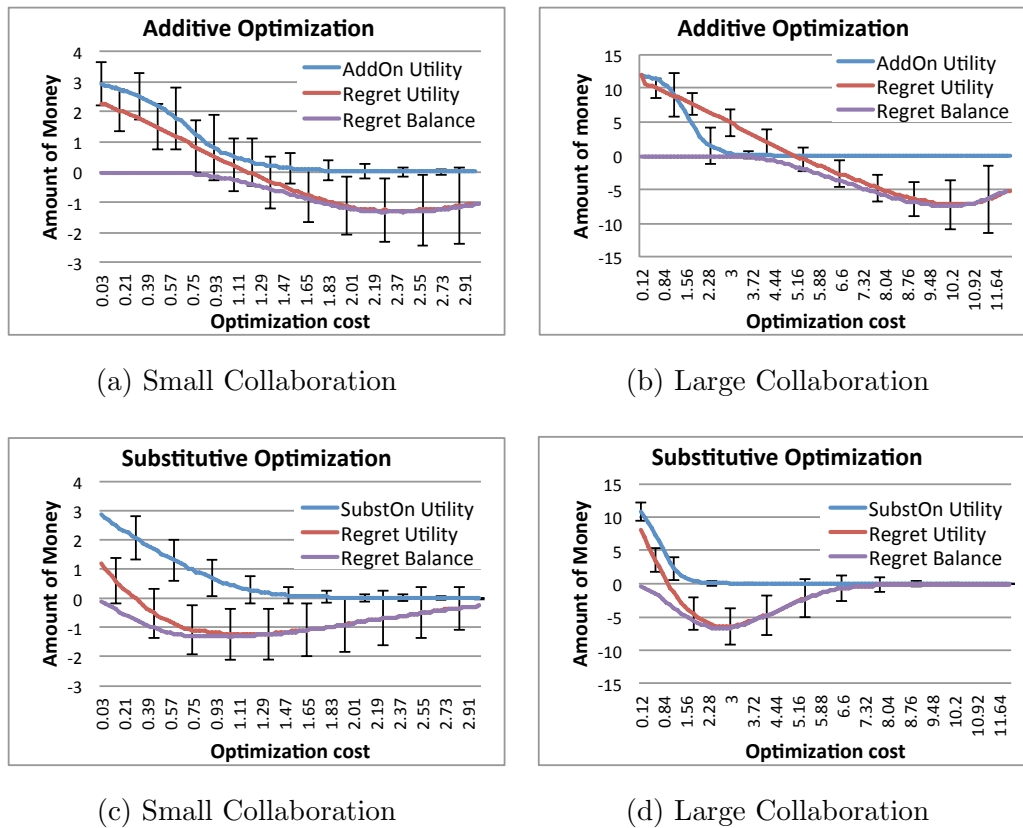 Additive Optimization
Amount of Money
4
3
2
1
0
-1
-2
-3
AddOn Utility
Regret Utility
Regret Balance
0.03 0.21 0.39 0.57 0.75 0.93 1.11 1.29 1.47 1.65 1.83 2.01 2.19 2.37 2.55 2.73 2.91
Optimization cost
(a) Small Collaboration
Additive Optimization
Amount of money
15
10
5
0
-5
-10
-15
AddOn Utility
Regret Utility
Regret Balance
0.12 0.84 1.56 2.28 3 3.72 4.44 5.16 5.88 6.6 7.32 8.04 8.76 9.48 10.2 10.92 11.64
Optimization cost
(b) Large Collaboration
Substitutive Optimization
Amount of Money
4
3
2
1
0
-1
-2
-3
SubstOn Utility
Regret Utility
Regret Balance
0.03 0.21 0.39 0.57 0.75 0.93 1.11 1.29 1.47 1.65 1.83 2.01 2.19 2.37 2.55 2.73 2.91
Optimization cost
(c) Small Collaboration
Substitutive Optimization
Amount of Money
15
10
5
0
-5
-10
-15
SubstOn Utility
Regret Utility
Regret Balance
0.12 0.84 1.56 2.28 3 3.72 4.44 5.16 5.88 6.6 7.32 8.04 8.76 9.48 10.2 10.92 11.64
Optimization cost
(d) Large Collaboration